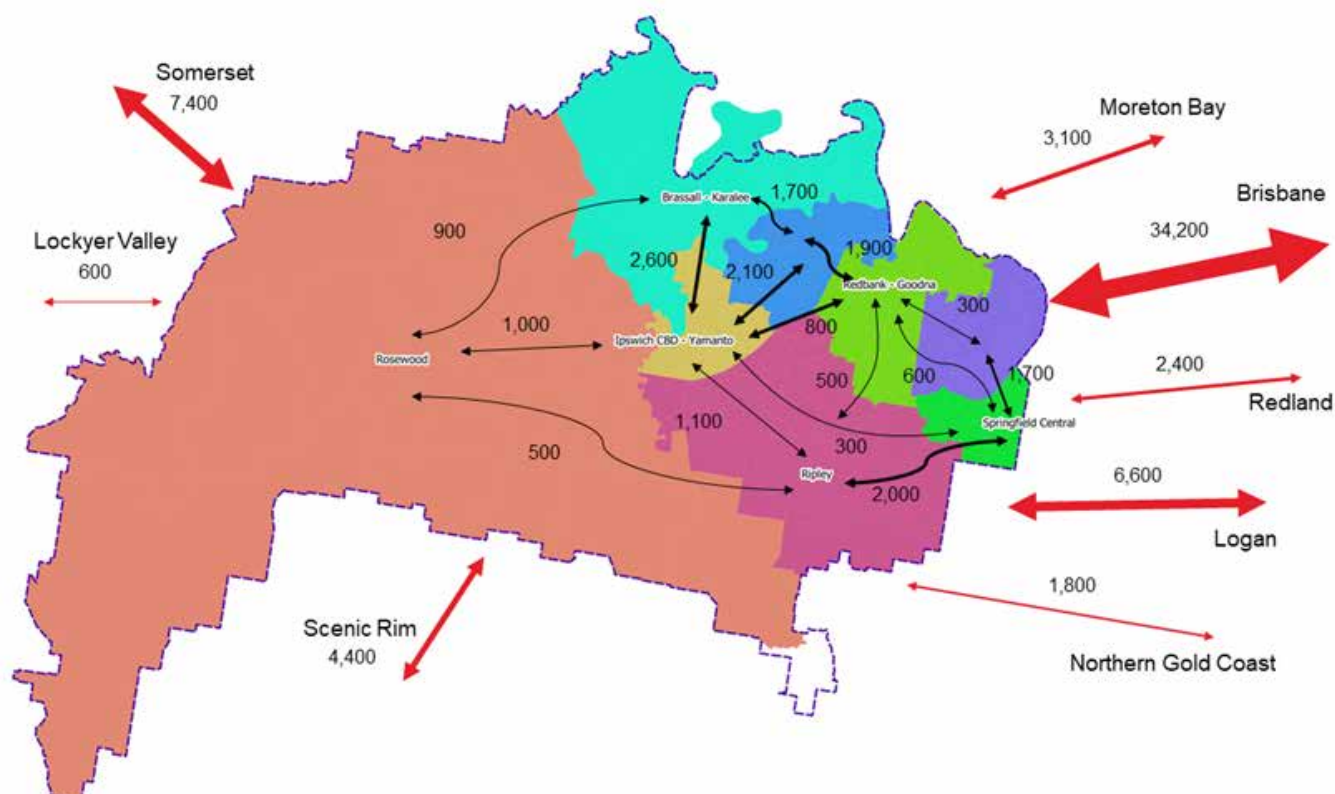 Somerset
7,400
Moreton Bay
3,100
Brisbane
34,200
Brassall - Karalee
1,700
Lockyer Valley
600
900
2,600
2,100
1,900
Redbank - Goodna
300
1,000
Ipswich CBD - Yamanto
800
Rosewood
500
600
1,700
2,400
Redland
1,100
300
Springfield Central
500
Ripley
2,000
6,600
Logan
1,800
Scenic Rim
4,400
Northern Gold Coast